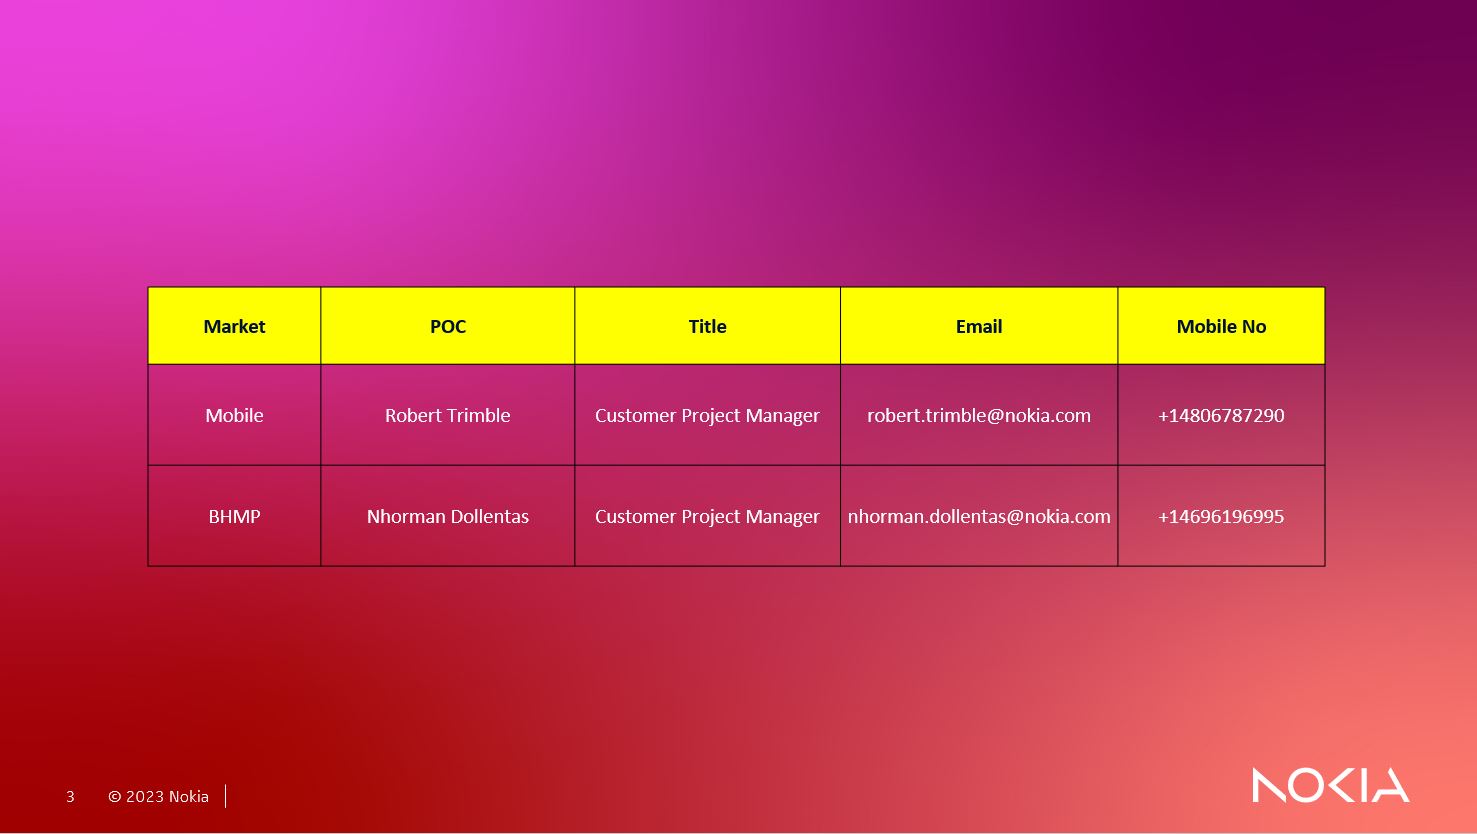 Market POC Title Email Mobile No
Mobile Robert Trimble Customer Project Manager robert.trimble@nokia.com +14806787290
BHMP Nhorman Dollentas Customer Project Manager nhorman.dollentas@nokia.com +14696196995
3 © 2023 Nokia
NOKIA